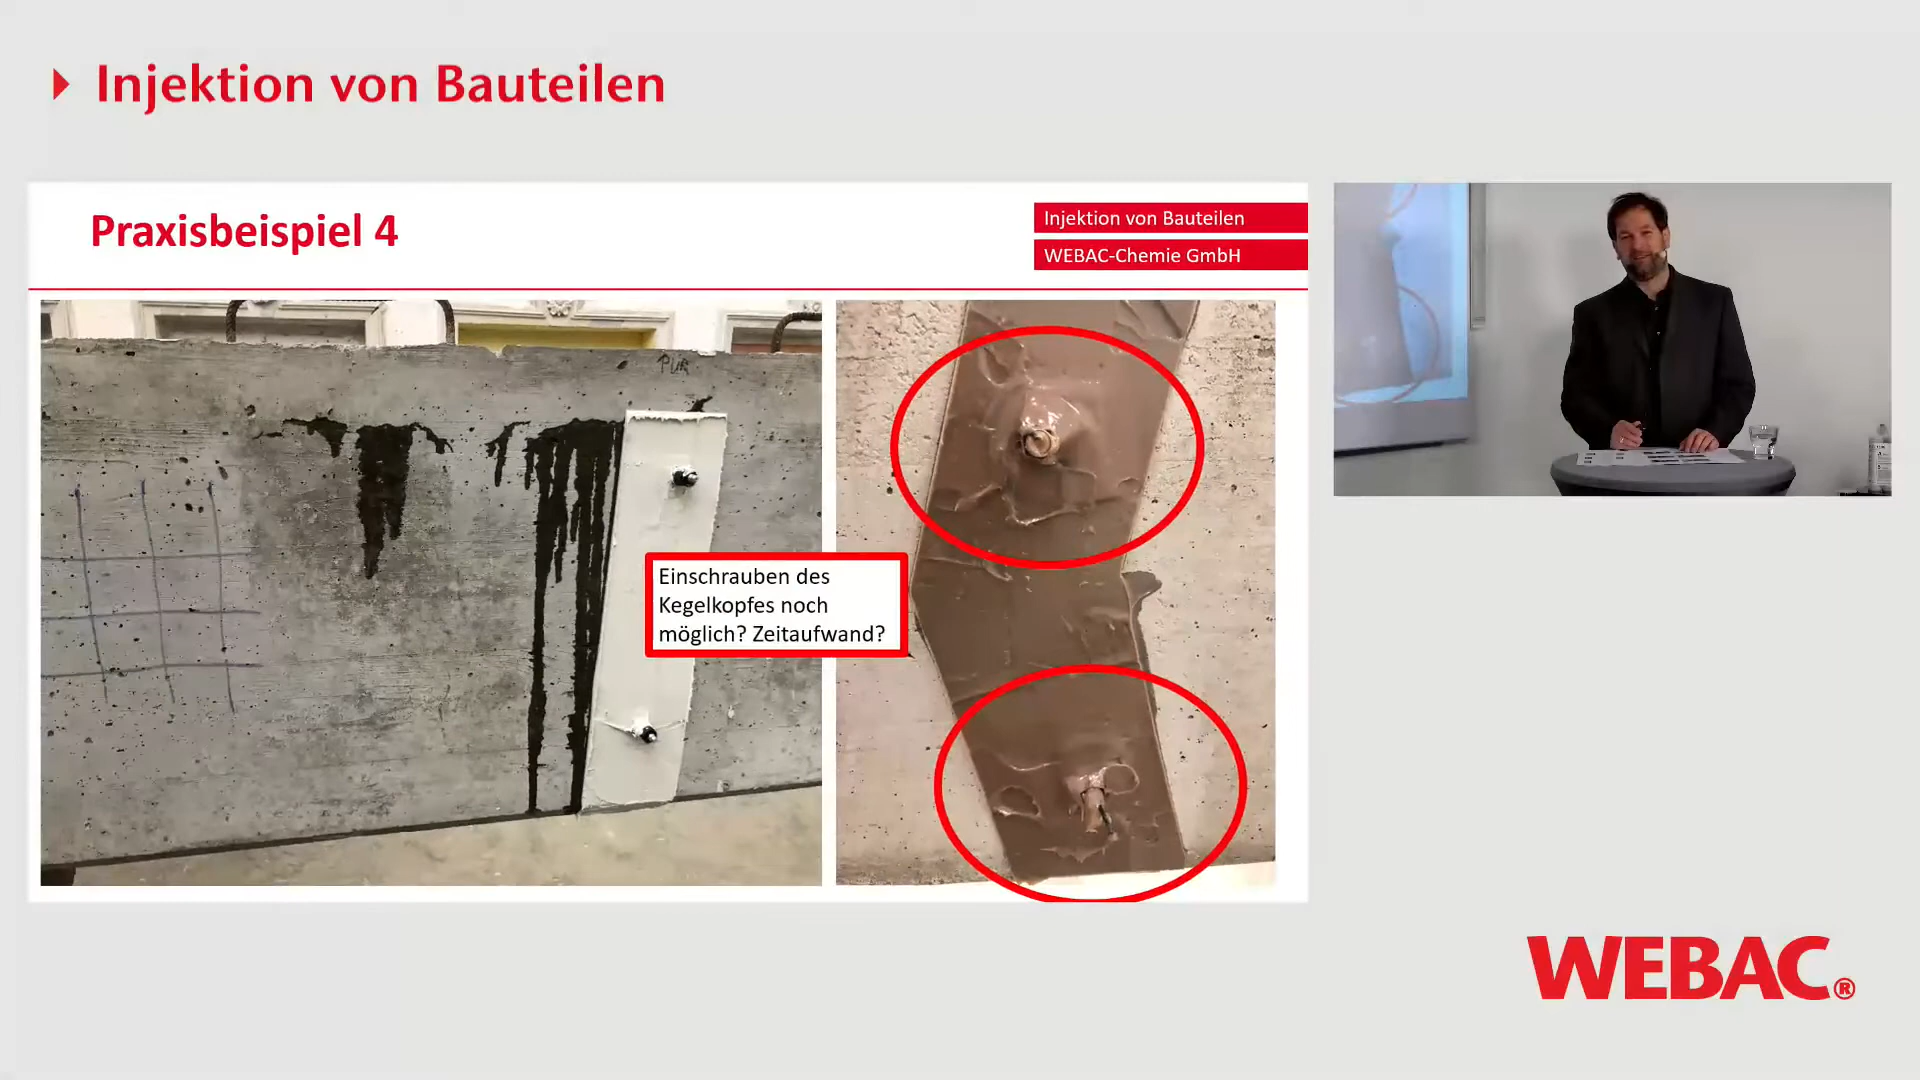 Injektion von Bauteilen
Praxisbeispiel 4
Injektion von Bauteilen
WEBAC-Chemie GmbH
PUR
Einschrauben des
Kegelkopfes noch
möglich? Zeitaufwand?
WEBAC®